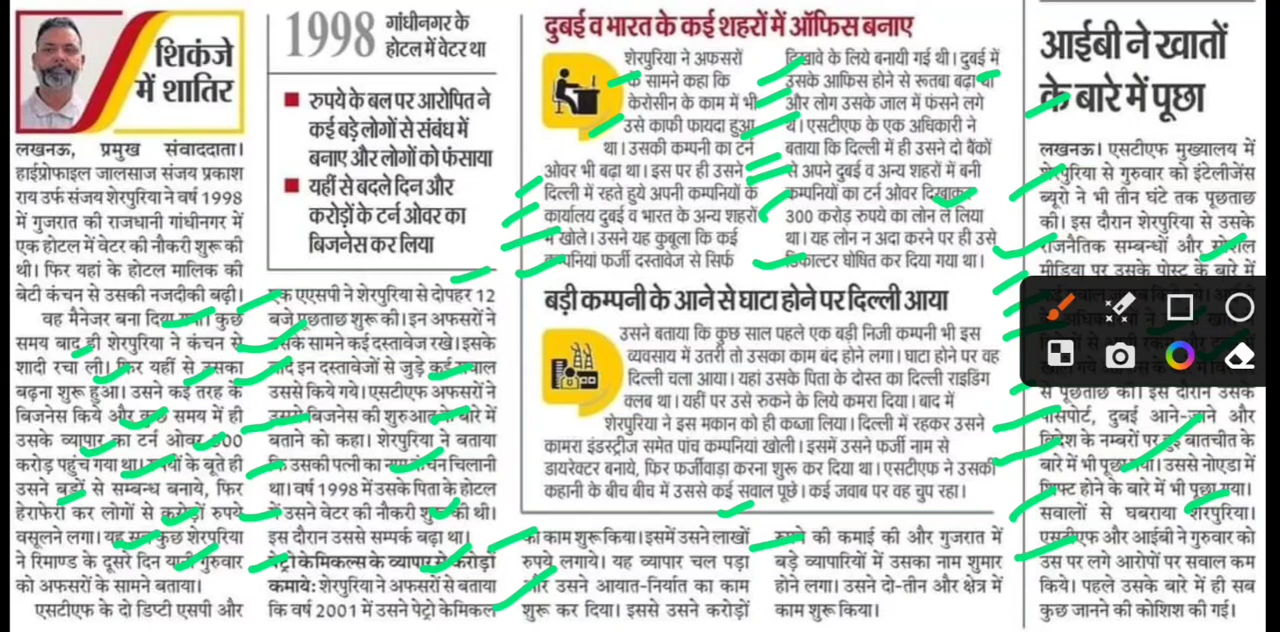 शिकंजे
में शातिर
लखनऊ, प्रमुख संवाददाता।
हाईप्रोफाइल जालसाज संजय प्रकाश
राय उर्फ संजय शेरपुरिया ने वर्ष 1998
में गुजरात की राजधानी गांधीनगर में
एक होटल में वेटर की नौकरी शुरू की
थी। फिर यहां के होटल मालिक की
बेटी कंचन से उसकी नजदीकी बढ़ी।
वह मैनेजर बना दिया गया। कुछ
समय बाद ही शेरपुरिया ने कंचन से
शादी रचा ली। फिर यहीं से उसका
बढ़ना शुरू हुआ। उसने कई तरह के
बिजनेस किये और कुछ समय में ही
उसके व्यापार का टर्न ओवर 300
करोड़ पहुंच गया था। रुपयों के बूते ही
उसने बड़ों से सम्बन्ध बनाये, फिर
हेराफेरी कर लोगों से करोड़ों रुपये
वसूलने लगा। यह सब कुछ शेरपुरिया
ने रिमाण्ड के दूसरे दिन यानी गुरुवार
को अफसरों के सामने बताया।
एसटीएफ के दो डिप्टी एसपी और
1998 गांधीनगर के
होटल में वेटर था
रुपये के बल पर आरोपित ने
कई बड़े लोगों से संबंध में
बनाए और लोगों को फंसाया
यहीं से बदले दिन और
करोड़ों के टर्न ओवर का
बिजनेस कर लिया
एक एएसपी ने शेरपुरिया से दोपहर 12
बजे पूछताछ शुरू की। इन अफसरों ने
उसके सामने कई दस्तावेज रखे। इसके
बाद इन दस्तावेजों से जुड़े कई सवाल
उससे किये गये। एसटीएफ अफसरों ने
उससे बिजनेस की शुरुआत के बारे में
बताने को कहा। शेरपुरिया ने बताया
कि उसकी पत्नी का नाम कंचन चिलानी
था। वर्ष 1998 में उसके पिता के होटल
में उसने वेटर की नौकरी शुरू की थी।
इस दौरान उससे सम्पर्क बढ़ा था।
पेट्रो केमिकल्स के व्यापार से करोड़ों
कमाये: शेरपुरिया ने अफसरों से बताया
कि वर्ष 2001 में उसने पेट्रो केमिकल
दुबई व भारत के कई शहरों में ऑफिस बनाए
शेरपुरिया ने अफसरों
के सामने कहा कि
केरोसीन के काम में भी
उसे काफी फायदा हुआ
था। उसकी कम्पनी का टर्न
ओवर भी बढ़ा था। इस पर ही उसने
दिल्ली में रहते हुये अपनी कम्पनियों के
कार्यालय दुबई व भारत के अन्य शहरों
में खोले। उसने यह कुबूला कि कई
कम्पनियां फर्जी दस्तावेज से सिर्फ
दिखावे के लिये बनायी गई थी। दुबई में
उसके आफिस होने से रूतबा बढ़ा था
और लोग उसके जाल में फंसने लगे
थे। एसटीएफ के एक अधिकारी ने
बताया कि दिल्ली में ही उसने दो बैंकों
से अपने दुबई व अन्य शहरों में बनी
कम्पनियों का टर्न ओवर दिखाकर
300 करोड़ रुपये का लोन ले लिया
था। यह लोन न अदा करने पर ही उसे
डिफाल्टर घोषित कर दिया गया था।
बड़ी कम्पनी के आने से घाटा होने पर दिल्ली आया
उसने बताया कि कुछ साल पहले एक बड़ी निजी कम्पनी भी इस
व्यवसाय में उतरी तो उसका काम बंद होने लगा। घाटा होने पर वह
दिल्ली चला आया। यहां उसके पिता के दोस्त का दिल्ली राइडिंग
क्लब था। यहीं पर उसे रुकने के लिये कमरा दिया। बाद में
शेरपुरिया ने इस मकान को ही कब्जा लिया। दिल्ली में रहकर उसने
कामरा इंडस्ट्रीज समेत पांच कम्पनियां खोली। इसमें उसने फर्जी नाम से
डायरेक्टर बनाये, फिर फर्जीवाड़ा करना शुरू कर दिया था। एसटीएफ ने उसकी
कहानी के बीच बीच में उससे कई सवाल पूछे। कई जवाब पर वह चुप रहा।
का काम शुरू किया। इसमें उसने लाखों
रुपये लगाये। यह व्यापार चल पड़ा
और उसने आयात-निर्यात का काम
शुरू कर दिया। इससे उसने करोड़ों
रुपये की कमाई की और गुजरात में
बड़े व्यापारियों में उसका नाम शुमार
होने लगा। उसने दो-तीन और क्षेत्र में
काम शुरू किया।
आईबी ने खातों
के बारे में पूछा
लखनऊ। एसटीएफ मुख्यालय में
शेरपुरिया से गुरुवार को इंटेलीजेंस
ब्यूरो ने भी तीन घंटे तक पूछताछ
की। इस दौरान शेरपुरिया से उसके
राजनैतिक सम्बन्धों और सोशल
मीडिया पर उसके पोस्ट के बारे में
से पूछताछ की। इस दौरान उसके
पासपोर्ट, दुबई आने-जाने और
विदेश के नम्बरों पर हुई बातचीत के
बारे में भी पूछा गया। उससे नोएडा में
शिफ्ट होने के बारे में भी पूछा गया।
सवालों से घबराया शेरपुरिया।
एसटीएफ और आईबी ने गुरुवार को
उस पर लगे आरोपों पर सवाल कम
किये। पहले उसके बारे में ही सब
कुछ जानने की कोशिश की गई।